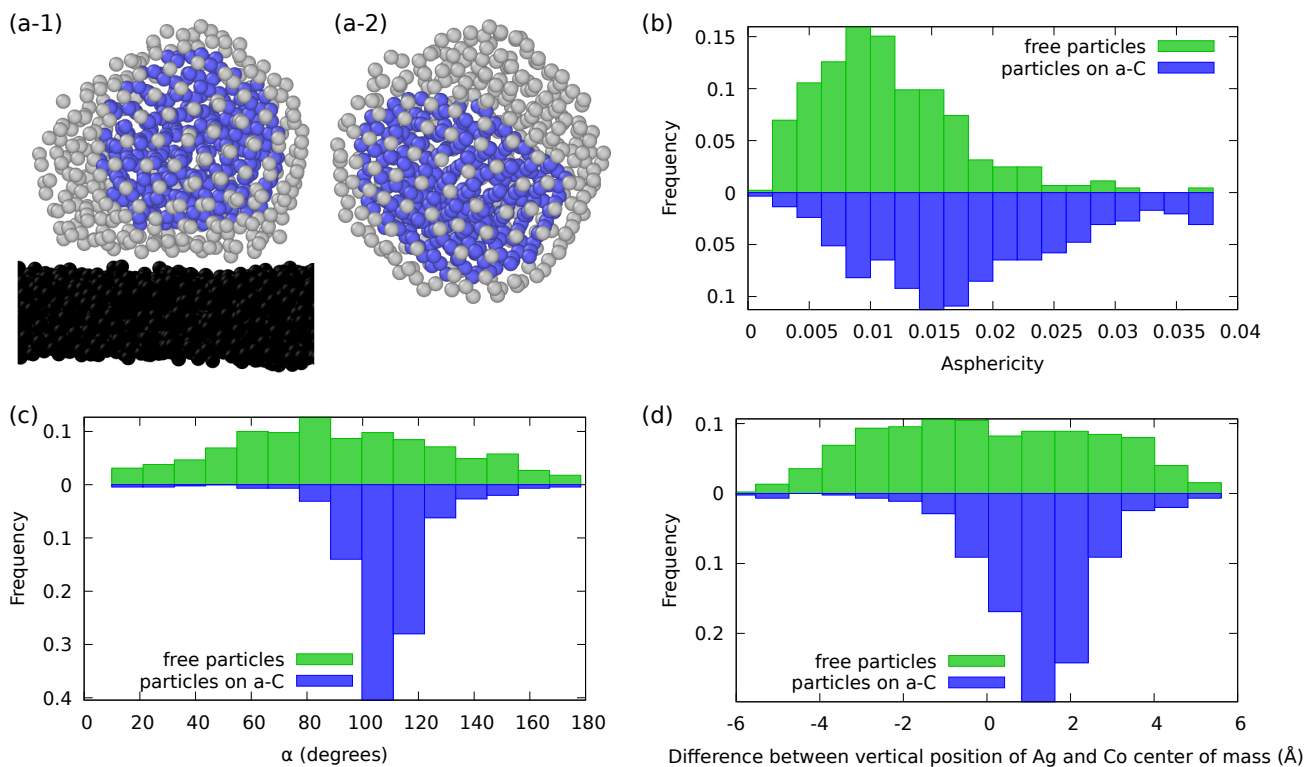 (a-1)
(a-2)
(b)
0.15
0.1
0.05
0
0.05
0.1
Frequency
free particles
particles on a-C
0
0.005
0.01
0.015
0.02
0.025
0.03
0.035
0.04
Asphericity
(c)
0.1
0
0.1
0.2
0.3
0.4
Frequency
free particles
particles on a-C
0
20
40
60
80
100
120
140
160
180
α (degrees)
(d)
0.1
0
0.1
0.2
Frequency
free particles
particles on a-C
-6
-4
-2
0
2
4
6
Difference between vertical position of Ag and Co center of mass (Å)